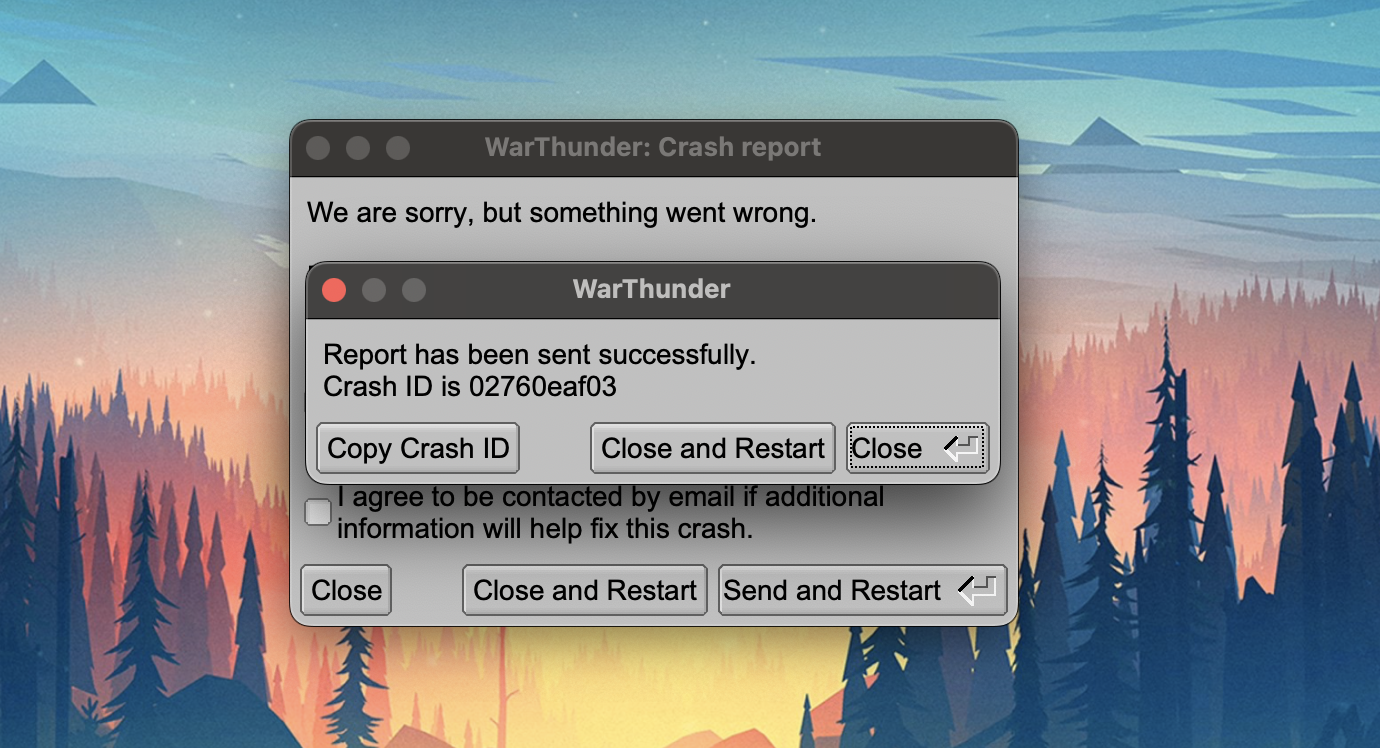 WarThunder: Crash report
We are sorry, but something went wrong.
WarThunder
Report has been sent successfully.
Crash ID is 02760eaf03
Copy Crash ID
Close and Restart
Close
I agree to be contacted by email if additional
information will help fix this crash.
Close
Close and Restart
Send and Restart